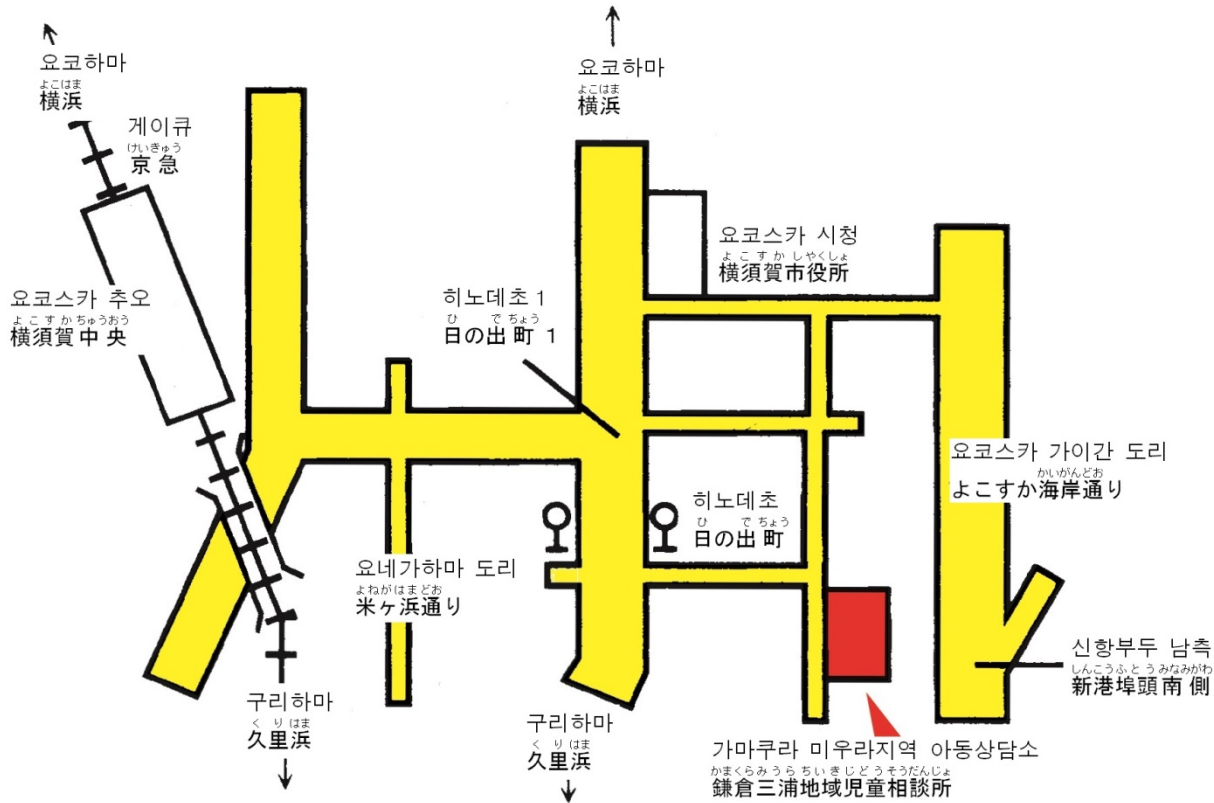 요코하마
よこはま
横浜
게이큐
けいきゅう
京急
요코하마
よこはま
横浜
요코스카 시청
よこすかしやくしょ
横須賀市役所
요코스카 추오
よこすかちゅうおう
横須賀中央
히노데초 1
ひ で ちょう
日の出町 1
요코스카 가이간 도리
かいがんどお
よこすか海岸通り
히노데초
ひ で ちょう
日の出町
요네가하마 도리
よねがはまどお
米ヶ浜通り
신항부두 남측
しんこうふとうみなみがわ
新港埠頭南側
구리하마
くりはま
久里浜
구리하마
くりはま
久里浜
가마쿠라 미우라지역 아동상담소
かまくらみうらちいきじどうそうだんじょ
鎌倉三浦地域児童相談所